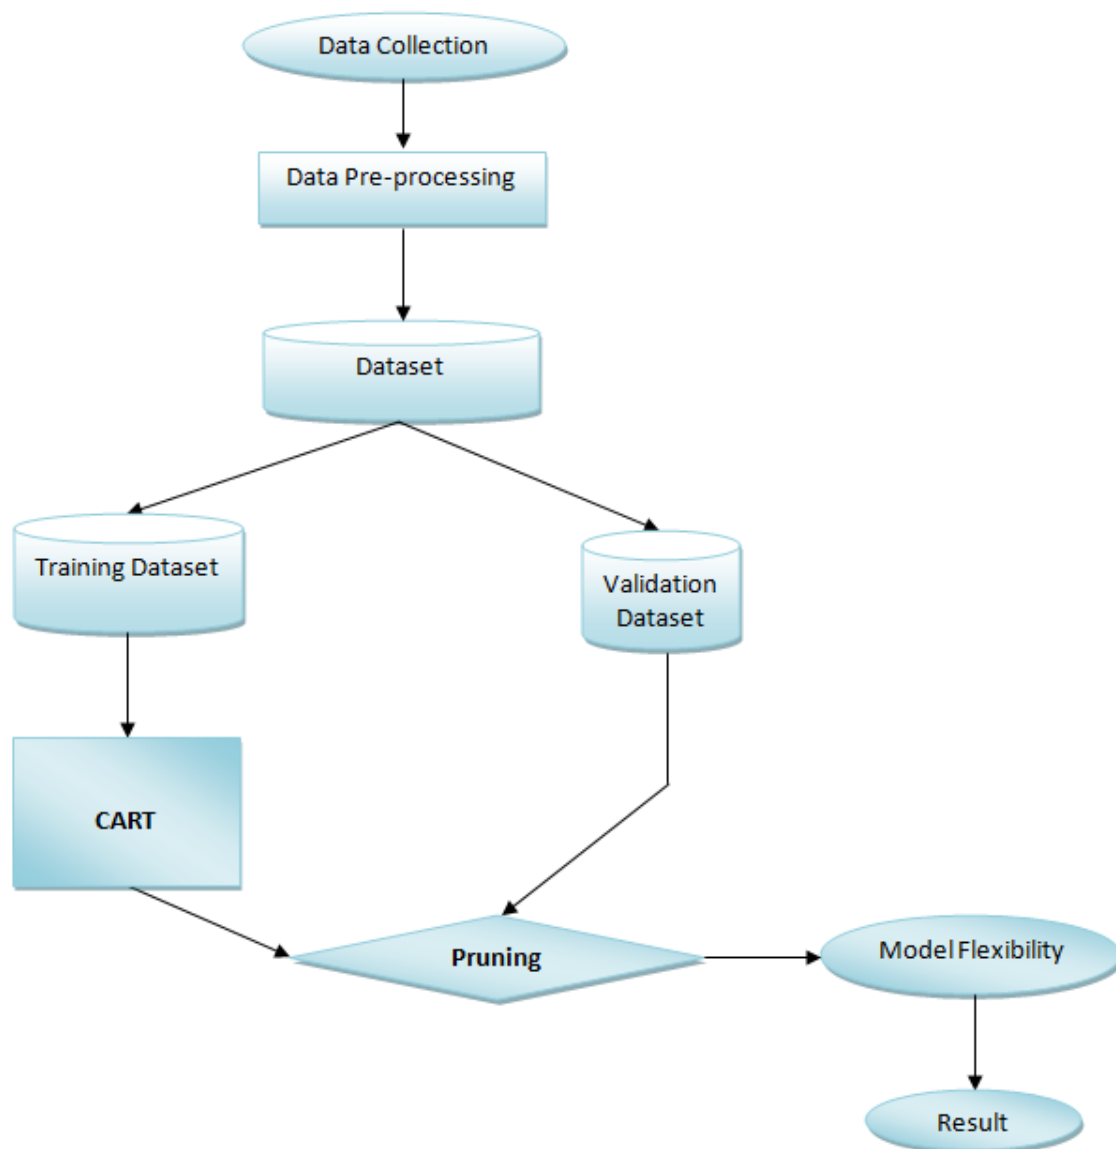 Data Collection
Data Pre-processing
Dataset
Training Dataset
Validation
Dataset
CART
Pruning
Model Flexibility
Result